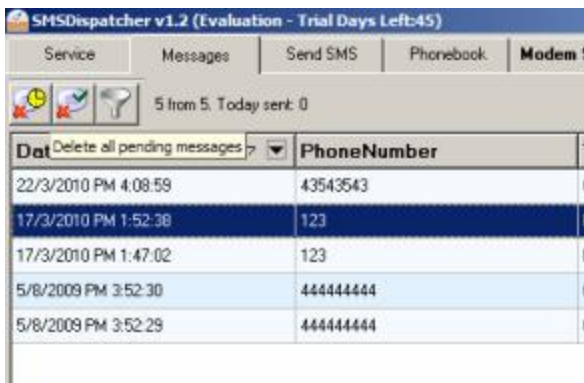 SMSDispatcher v1.2 (Evaluation - Trial Days Left:45)
Service Messages Send SMS Phonebook Modem
5 from 5. Today sent: 0
Delete all pending messages
Dat PhoneNumber
22/3/2010 PM 4:08:59 43543543
17/3/2010 PM 1:52:38 123
17/3/2010 PM 1:47:02 123
5/8/2009 PM 3:52:30 444444444
5/8/2009 PM 3:52:29 444444444